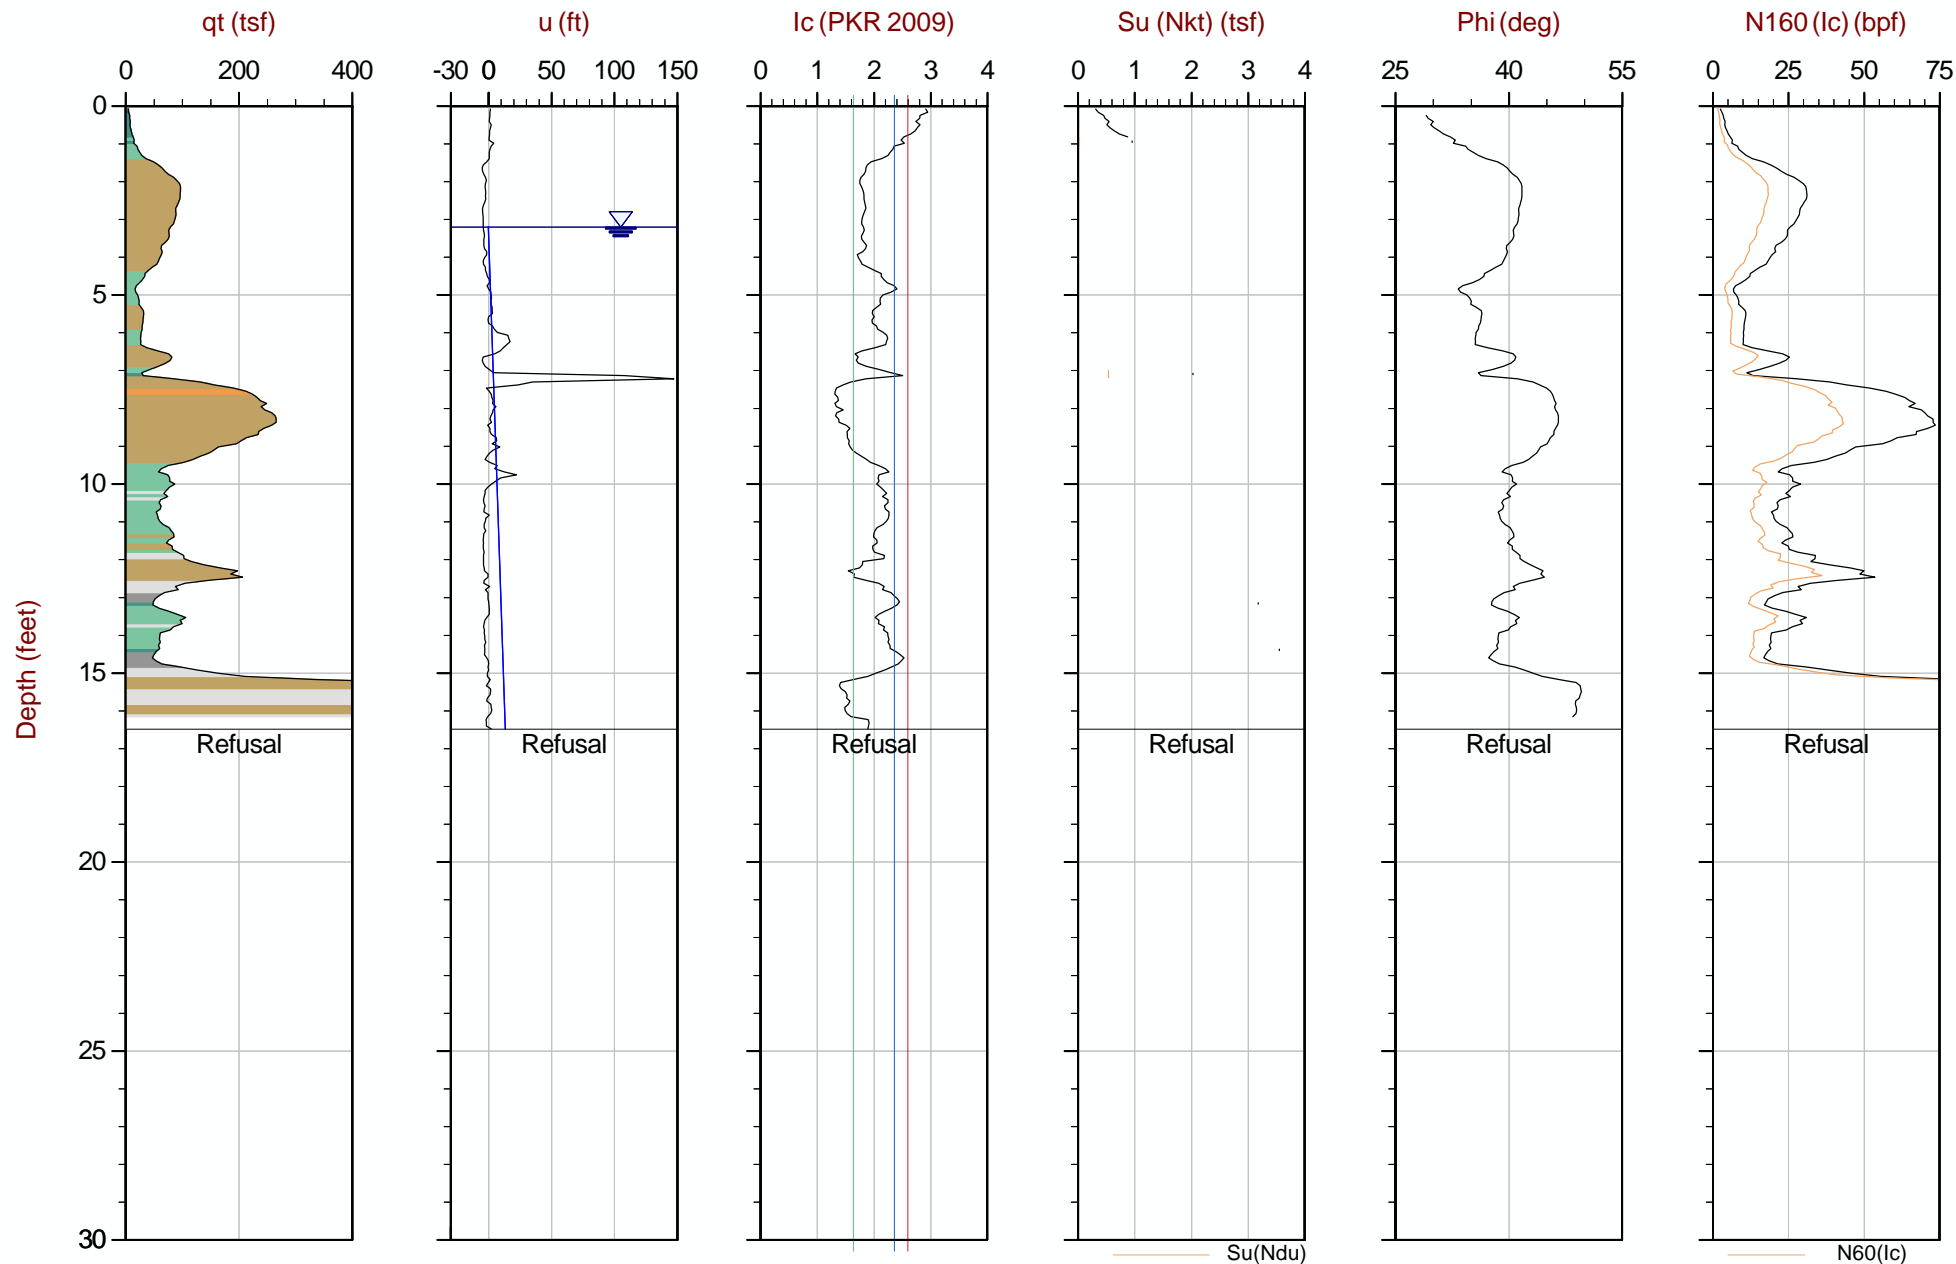 qt (tsf) u (ft) Ic (PKR 2009) Su (Nkt) (tsf) Phi (deg) N160 (Ic) (bpf)
0 200 400 -30 0 50 100 150 0 1 2 3 4 0 1 2 3 4 25 40 55 0 25 50 75
0
5
10
15
Depth (feet)
Refusal Refusal Refusal Refusal Refusal Refusal
20
25
30
Su(Ndu) N60(Ic)